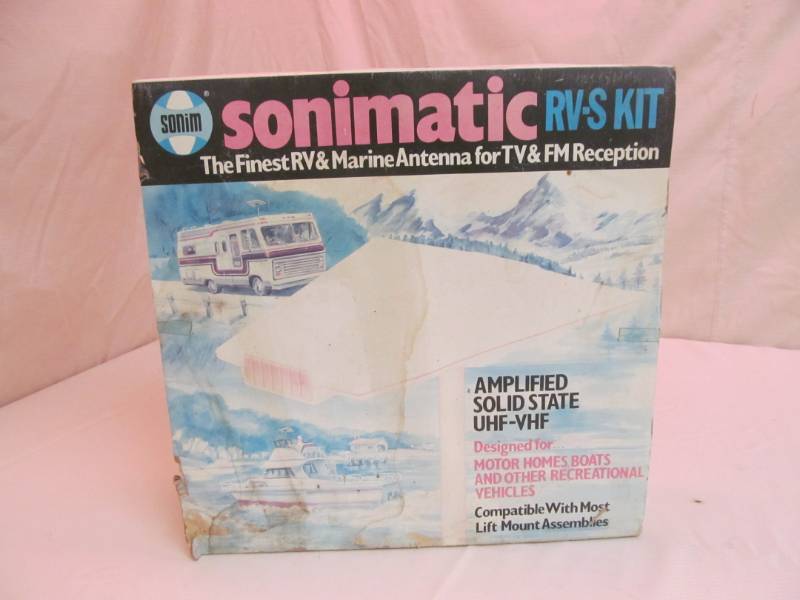 sonim ®
sonimatic RV-S KIT
The Finest RV & Marine Antenna for TV & FM Reception
AMPLIFIED
SOLID STATE
UHF-VHF
Designed for
MOTOR HOMES, BOATS
AND OTHER RECREATIONAL
VEHICLES
Compatible With Most
Lift Mount Assemblies